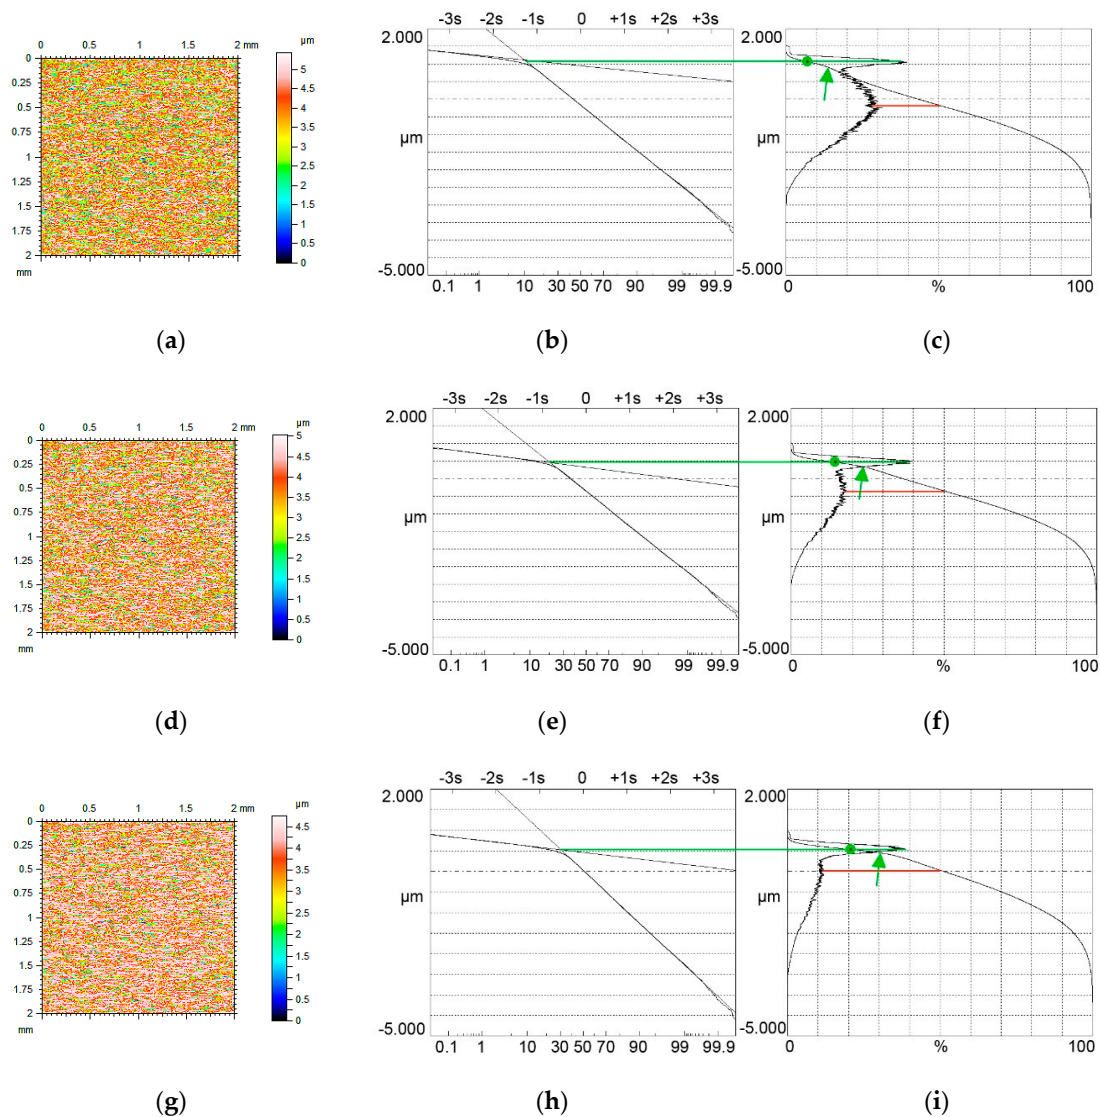 0 0.5 1 1.5 2 mm
µm
0
0.25
0.5
0.75
1
1.25
1.5
1.75
2
mm
5
4.5
4
3.5
3
2.5
2
1.5
1
0.5
0
-3s -2s -1s 0 +1s +2s +3s
2.000
µm
-5.000
0.1 1 10 30 50 70 90 99 99.9
2.000
µm
-5.000
0 % 100
(a) (b) (c)
0 0.5 1 1.5 2 mm
µm
0
0.25
0.5
0.75
1
1.25
1.5
1.75
2
mm
5
4.5
4
3.5
3
2.5
2
1.5
1
0.5
0
-3s -2s -1s 0 +1s +2s +3s
2.000
µm
-5.000
0.1 1 10 30 50 70 90 99 99.9
2.000
µm
-5.000
0 % 100
(d) (e) (f)
0 0.5 1 1.5 2 mm
µm
0
0.25
0.5
0.75
1
1.25
1.5
1.75
2
mm
4.5
4
3.5
3
2.5
2
1.5
1
0.5
0
-3s -2s -1s 0 +1s +2s +3s
2.000
µm
-5.000
0.1 1 10 30 50 70 90 99 99.9
2.000
µm
-5.000
0 % 100
(g) (h) (i)